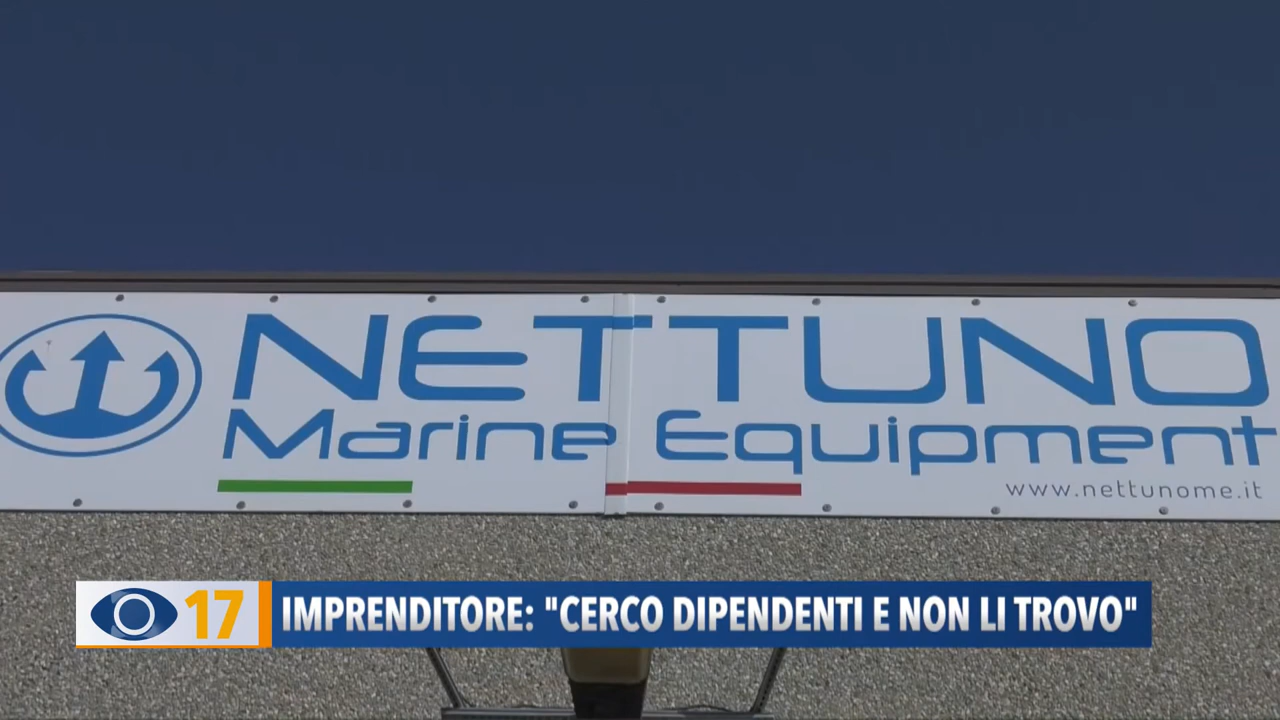 NETTUNO
Marine Equipment
www.nettunome.it
17
IMPRENDITORE: "CERCO DIPENDENTI E NON LI TROVO"